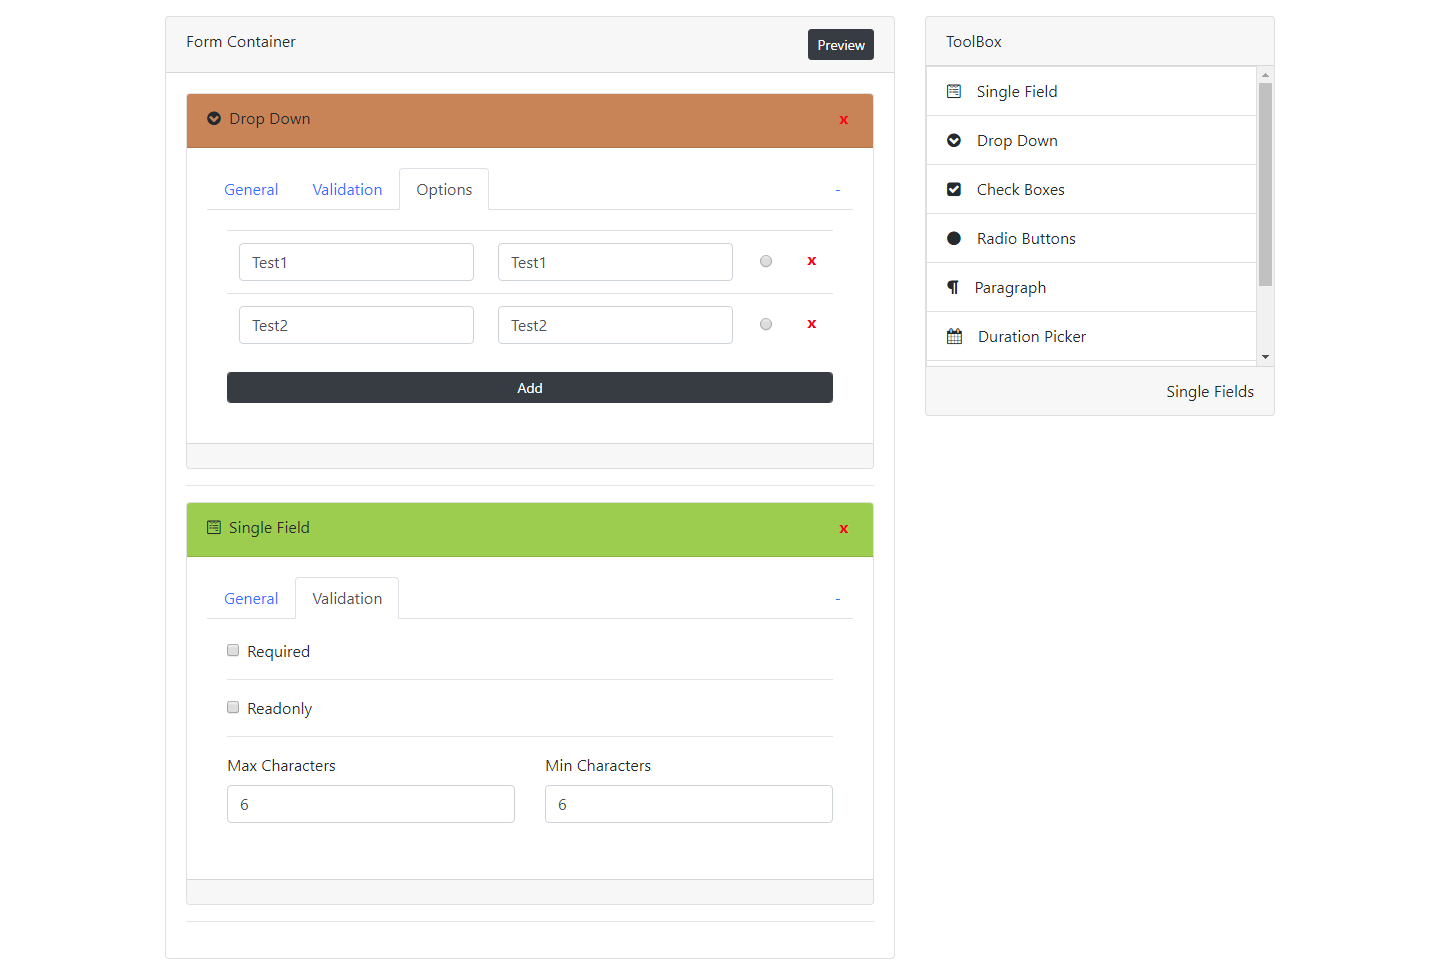 Form Container
Preview
Drop Down
x
General
Validation
Options
-
Test1
Test1
x
Test2
Test2
x
Add
Single Field
x
General
Validation
-
Required
Readonly
Max Characters
Min Characters
6
6
ToolBox
Single Field
Drop Down
Check Boxes
Radio Buttons
Paragraph
Duration Picker
Single Fields